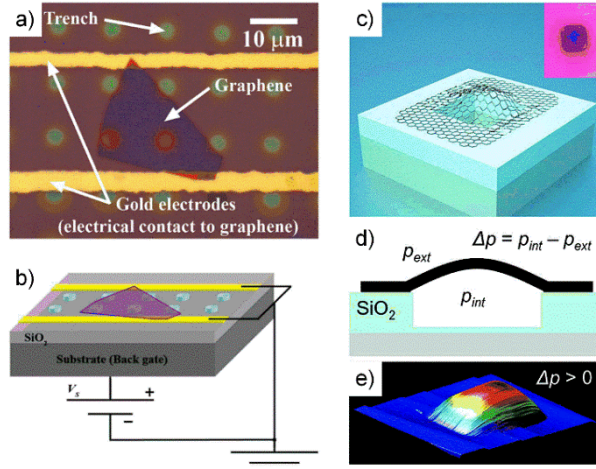 a)
Trench
10 μm
Graphene
Gold electrodes
(electrical contact to graphene)
b)
SiO2
Substrate (Back gate)
Vs
+
−
c)
d)
pext
Δp = pint − pext
pint
SiO2
e)
Δp > 0